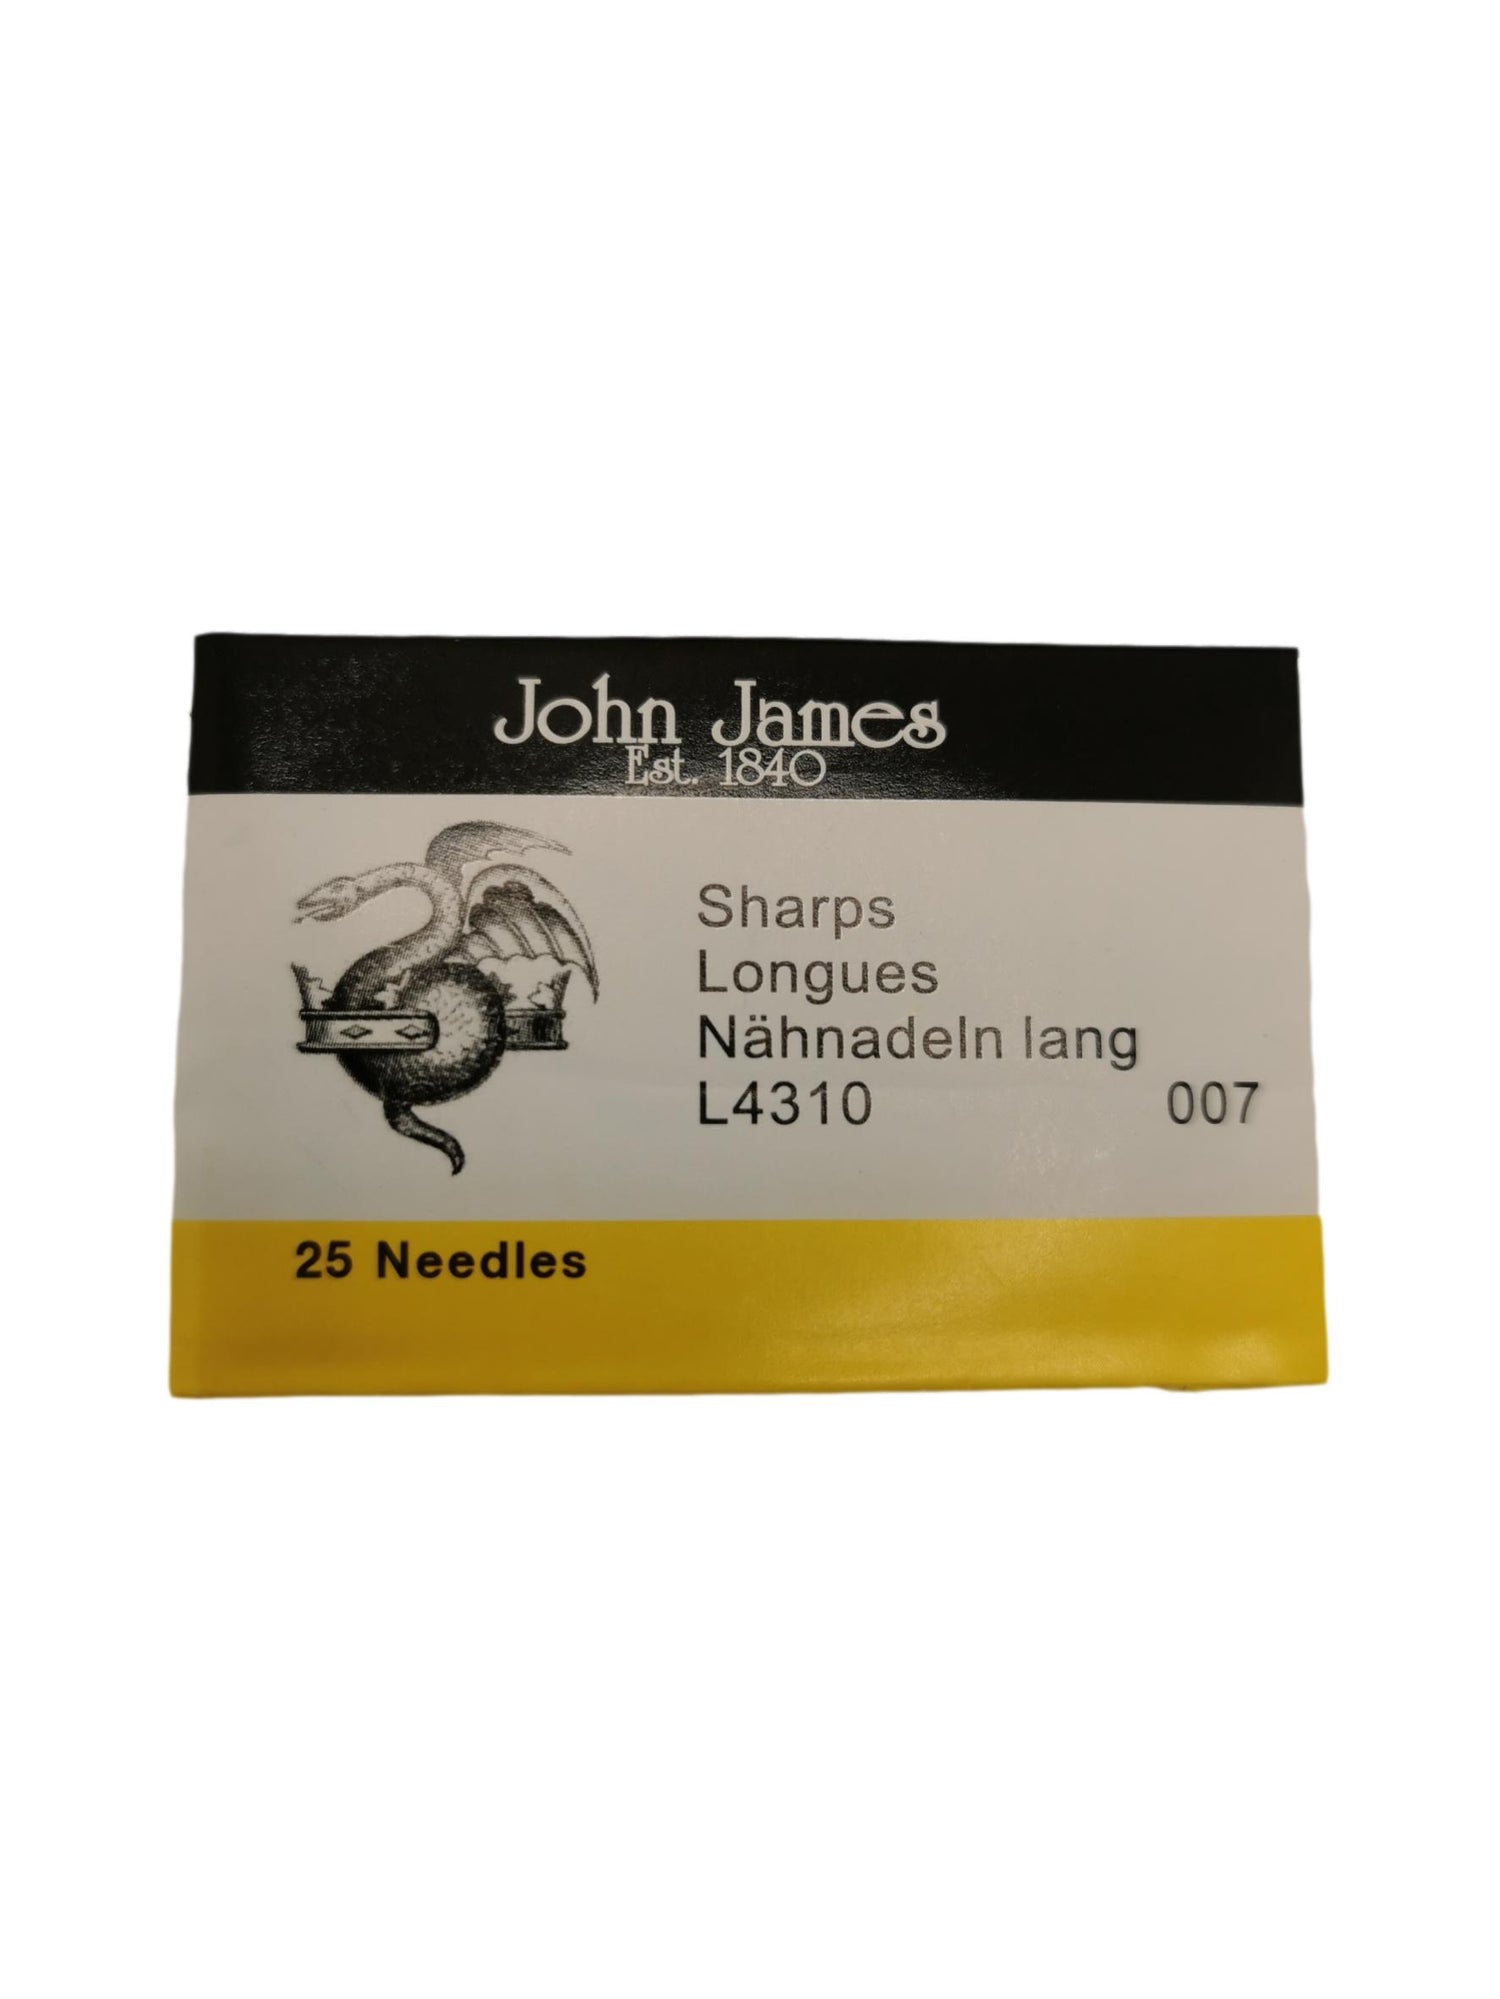 John James
Est. 1840
Sharps
Longues
Nähnadeln lang
L4310 007
25 Needles